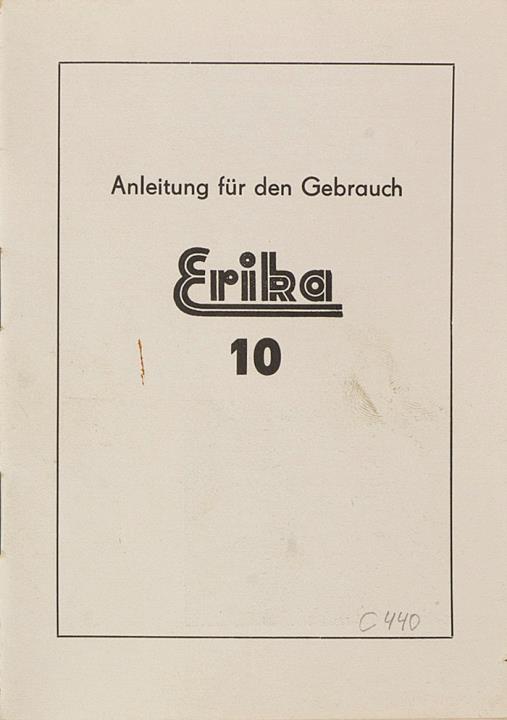 Anleitung für den Gebrauch
Erika
10
C 440